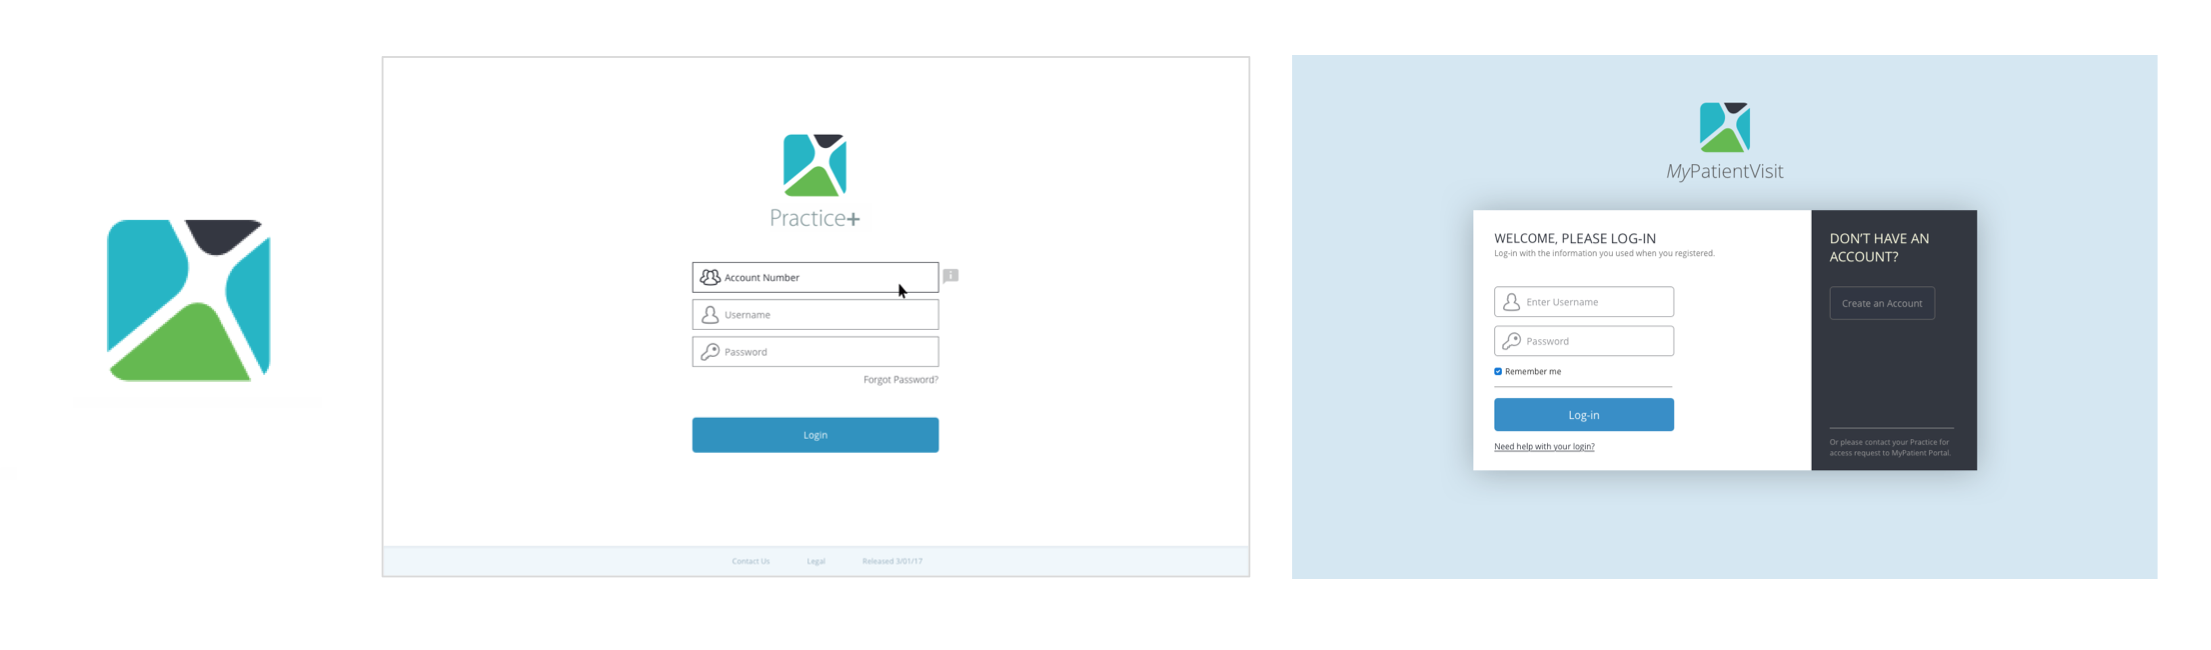 Practice+
Account Number
i
Username
Password
Forgot Password?
Login
Contact Us
Legal
Released 3/01/17
MyPatientVisit
WELCOME, PLEASE LOG-IN
Log-in with the information you used when you registered.
Enter Username
Password
Remember me
Log-in
Need help with your login?
DON'T HAVE AN
ACCOUNT?
Create an Account
Or please contact your Practice for
access request to MyPatient Portal.